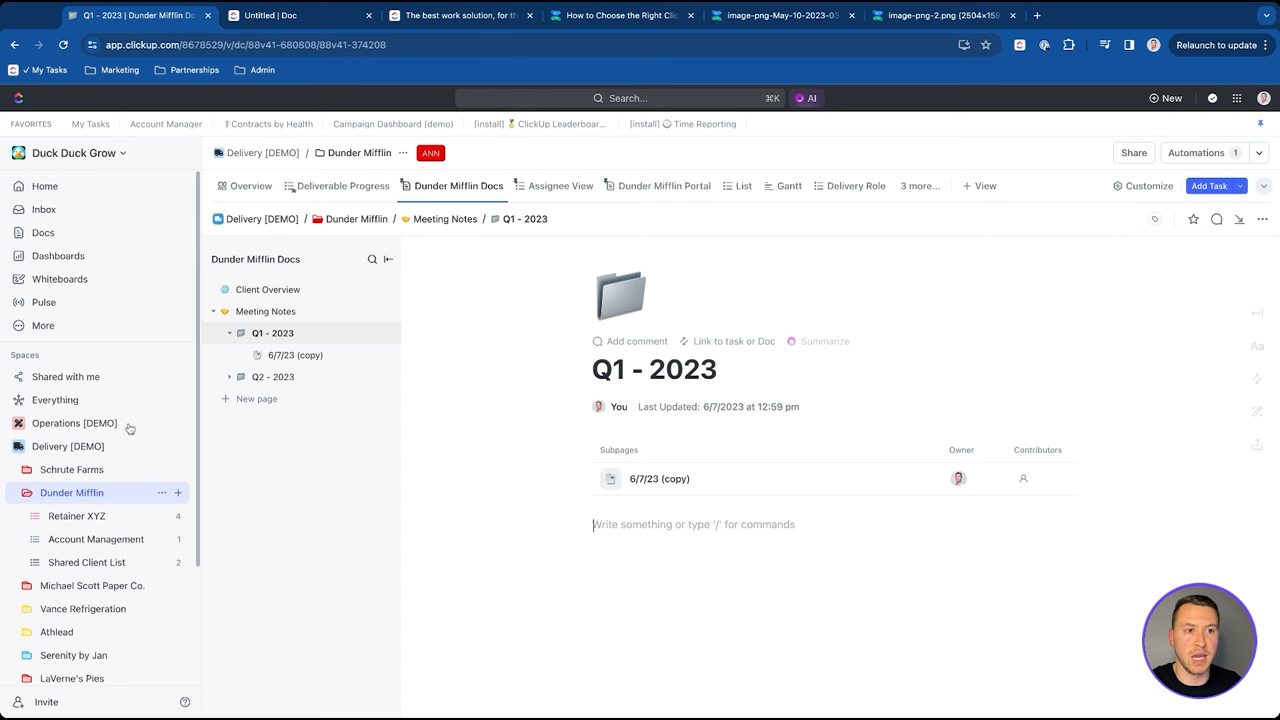 Q1 - 2023 | Dunder Mifflin Do
Untitled | Doc
The best work solution, for th
How to Choose the Right Clic
image-png-May-10-2023-03
image-png-2.png (2504×159
app.clickup.com/8678529/v/dc/88v41-680808/88v41-374208
Relaunch to update
✓ My Tasks
Marketing
Partnerships
Admin
Search...
⌘K
AI
New
FAVORITES
My Tasks
Account Manager
Contracts by Health
Campaign Dashboard (demo)
[install] 🏅 ClickUp Leaderboar...
[install] Time Reporting
Duck Duck Grow
Delivery [DEMO] / Dunder Mifflin ... ANN
Share
Automations 1
Home
Overview
Deliverable Progress
Dunder Mifflin Docs
Assignee View
Dunder Mifflin Portal
List
Gantt
Delivery Role
3 more...
+ View
Customize
Add Task
Inbox
Docs
Dashboards
Whiteboards
Pulse
More
Delivery [DEMO] / Dunder Mifflin / Meeting Notes / Q1 - 2023
Dunder Mifflin Docs
Client Overview
Meeting Notes
Q1 - 2023
6/7/23 (copy)
Q2 - 2023
New page
Spaces
Shared with me
Everything
Operations [DEMO]
Delivery [DEMO]
Schrute Farms
Dunder Mifflin
Retainer XYZ 4
Account Management 1
Shared Client List 2
Michael Scott Paper Co.
Vance Refrigeration
Athlead
Serenity by Jan
LaVerne's Pies
Invite
Add comment
Link to task or Doc
Summarize
Q1 - 2023
You Last Updated: 6/7/2023 at 12:59 pm
Subpages Owner Contributors
6/7/23 (copy)
Write something or type '/' for commands
Aa